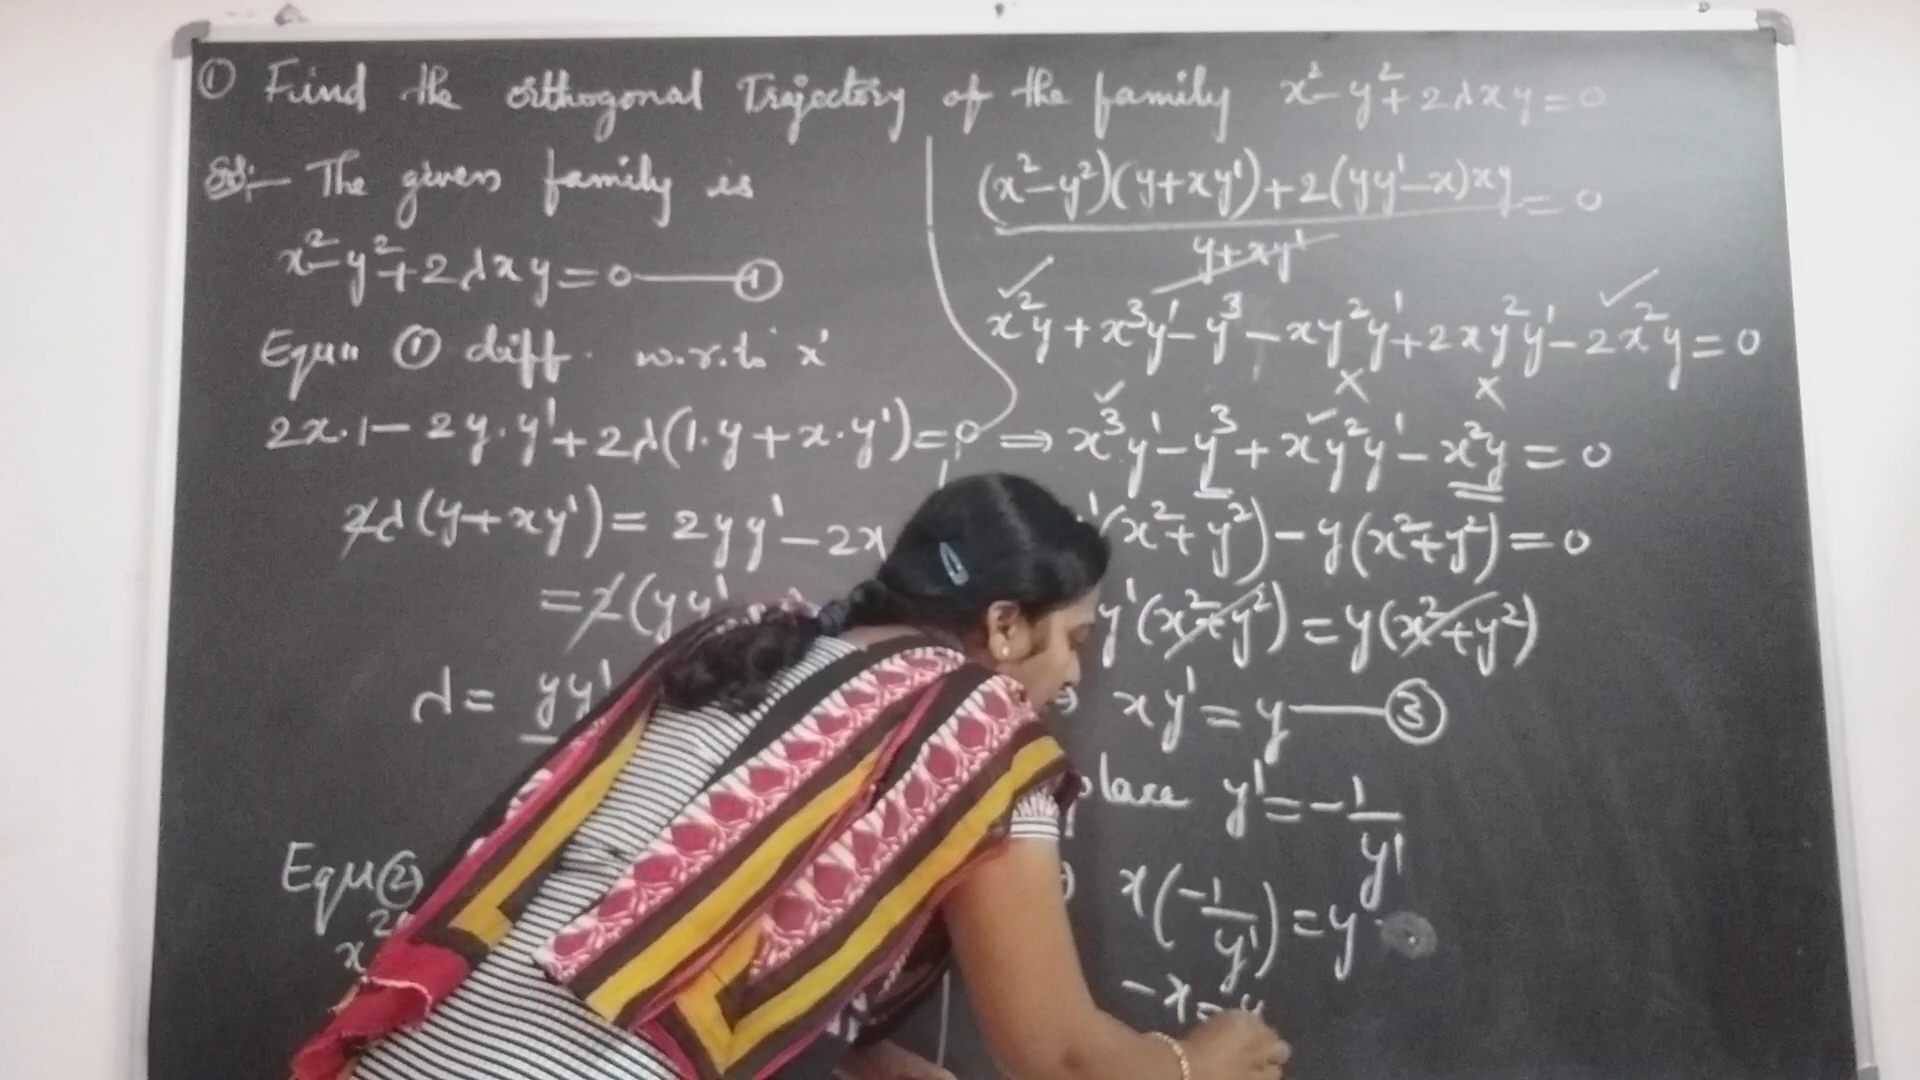 ① Find the orthogonal Trajectory of the family x²-y²+2λxy=0
Sol:- The given family is
x²-y²+2λxy=0 ①
Equn ① diff. w.r.to 'x'
2x.1-2y.y'+2λ(1.y+x.y')=0
2λ(y+xy')=2yy'-2x
=2(yy'
λ= yy'
Equ②
x²
(x²-y²)(y+xy')+2(yy'-x)xy = 0
y+xy'
x²y+x³y'-y³-xy²y'+2xy²y'-2x²y=0
⇒ x³y'-y³+xy²y'-x²y=0
'(x²+y²)-y(x²+y²)=0
y'(x²+y²)=y(x²+y²)
xy'=y ③
place y'=-1/y'
x(-1/y')=y
-x=y